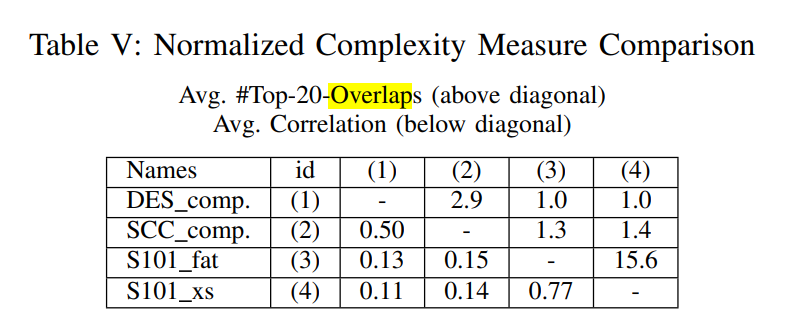 Table V: Normalized Complexity Measure Comparison
Avg. #Top-20-Overlaps (above diagonal)
Avg. Correlation (below diagonal)
Names id (1) (2) (3) (4)
DES_comp. (1) - 2.9 1.0 1.0
SCC_comp. (2) 0.50 - 1.3 1.4
S101_fat (3) 0.13 0.15 - 15.6
S101_xs (4) 0.11 0.14 0.77 -